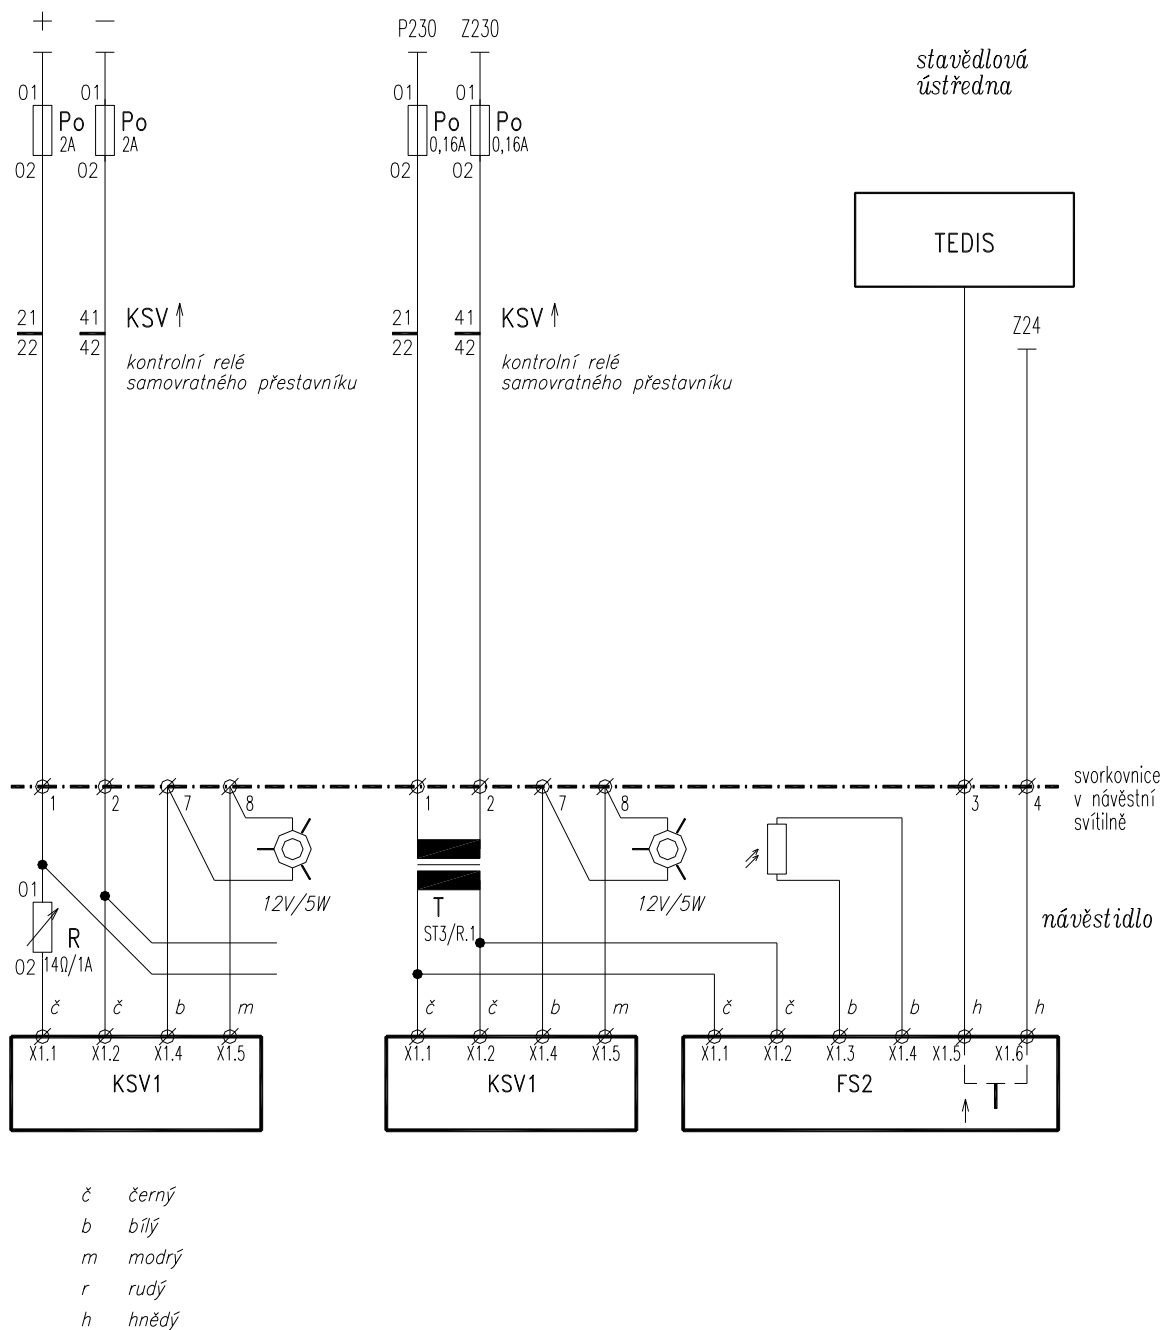 + –
P230 Z230
stavědlová
ústředna
01 01 01 01
Po Po Po Po
2A 2A 0,16A 0,16A
02 02 02 02
TEDIS
21 41 KSV↑ 21 41 KSV↑
22 42 22 42
Z24
kontrolní relé
samovratného přestavníku
kontrolní relé
samovratného přestavníku
svorkovnice
v návěstní
svítilně
1 2 7 8 1 2 7 8 3 4
01
12V/5W
12V/5W
T
ST3/R.1
návěstidlo
R
02 14Ω/1A
č č b m č č b m č č b b h h
X1.1 X1.2 X1.4 X1.5 X1.1 X1.2 X1.4 X1.5 X1.1 X1.2 X1.3 X1.4 X1.5 X1.6
KSV1 KSV1 FS2
č černý
b bílý
m modrý
r rudý
h hnědý